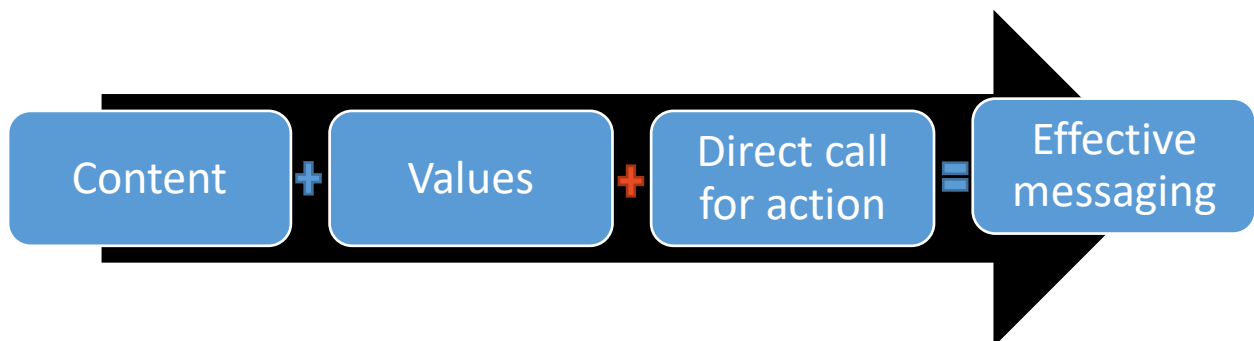 Content
+
Values
+
Direct call
for action
=
Effective
messaging